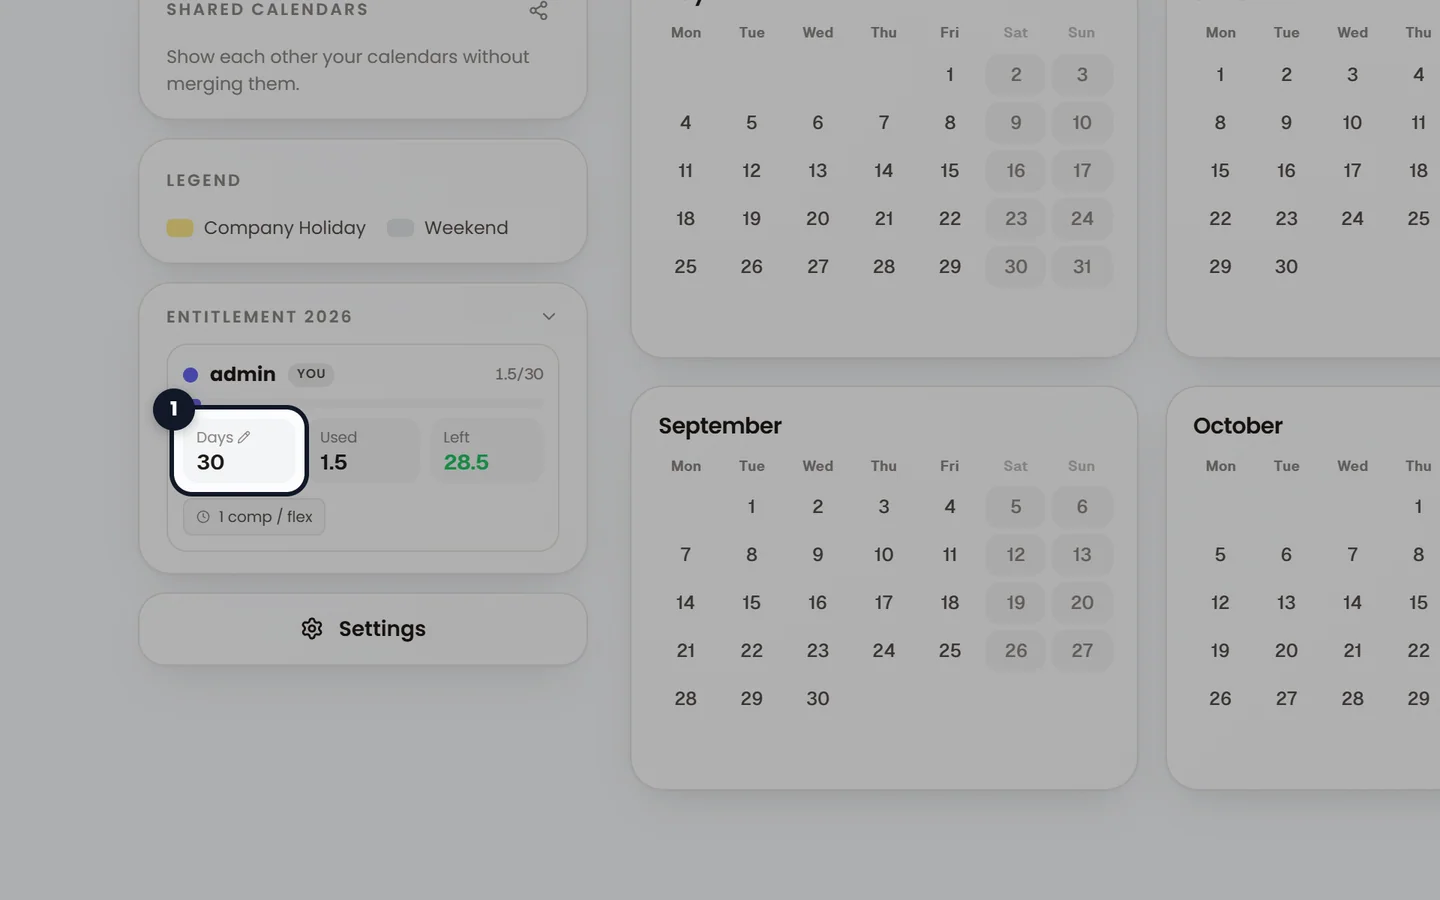 SHARED CALENDARS
Show each other your calendars without
merging them.
LEGEND
Company Holiday Weekend
ENTITLEMENT 2026
admin YOU 1.5/30
1
Days Used Left
30 1.5 28.5
1 comp / flex
Settings
Mon Tue Wed Thu Fri Sat Sun
1 2 3
4 5 6 7 8 9 10
11 12 13 14 15 16 17
18 19 20 21 22 23 24
25 26 27 28 29 30 31
Mon Tue Wed Thu
1 2 3 4
8 9 10 11
15 16 17 18
22 23 24 25
29 30
September
Mon Tue Wed Thu Fri Sat Sun
1 2 3 4 5 6
7 8 9 10 11 12 13
14 15 16 17 18 19 20
21 22 23 24 25 26 27
28 29 30
October
Mon Tue Wed Thu
1
5 6 7 8
12 13 14 15
19 20 21 22
26 27 28 29